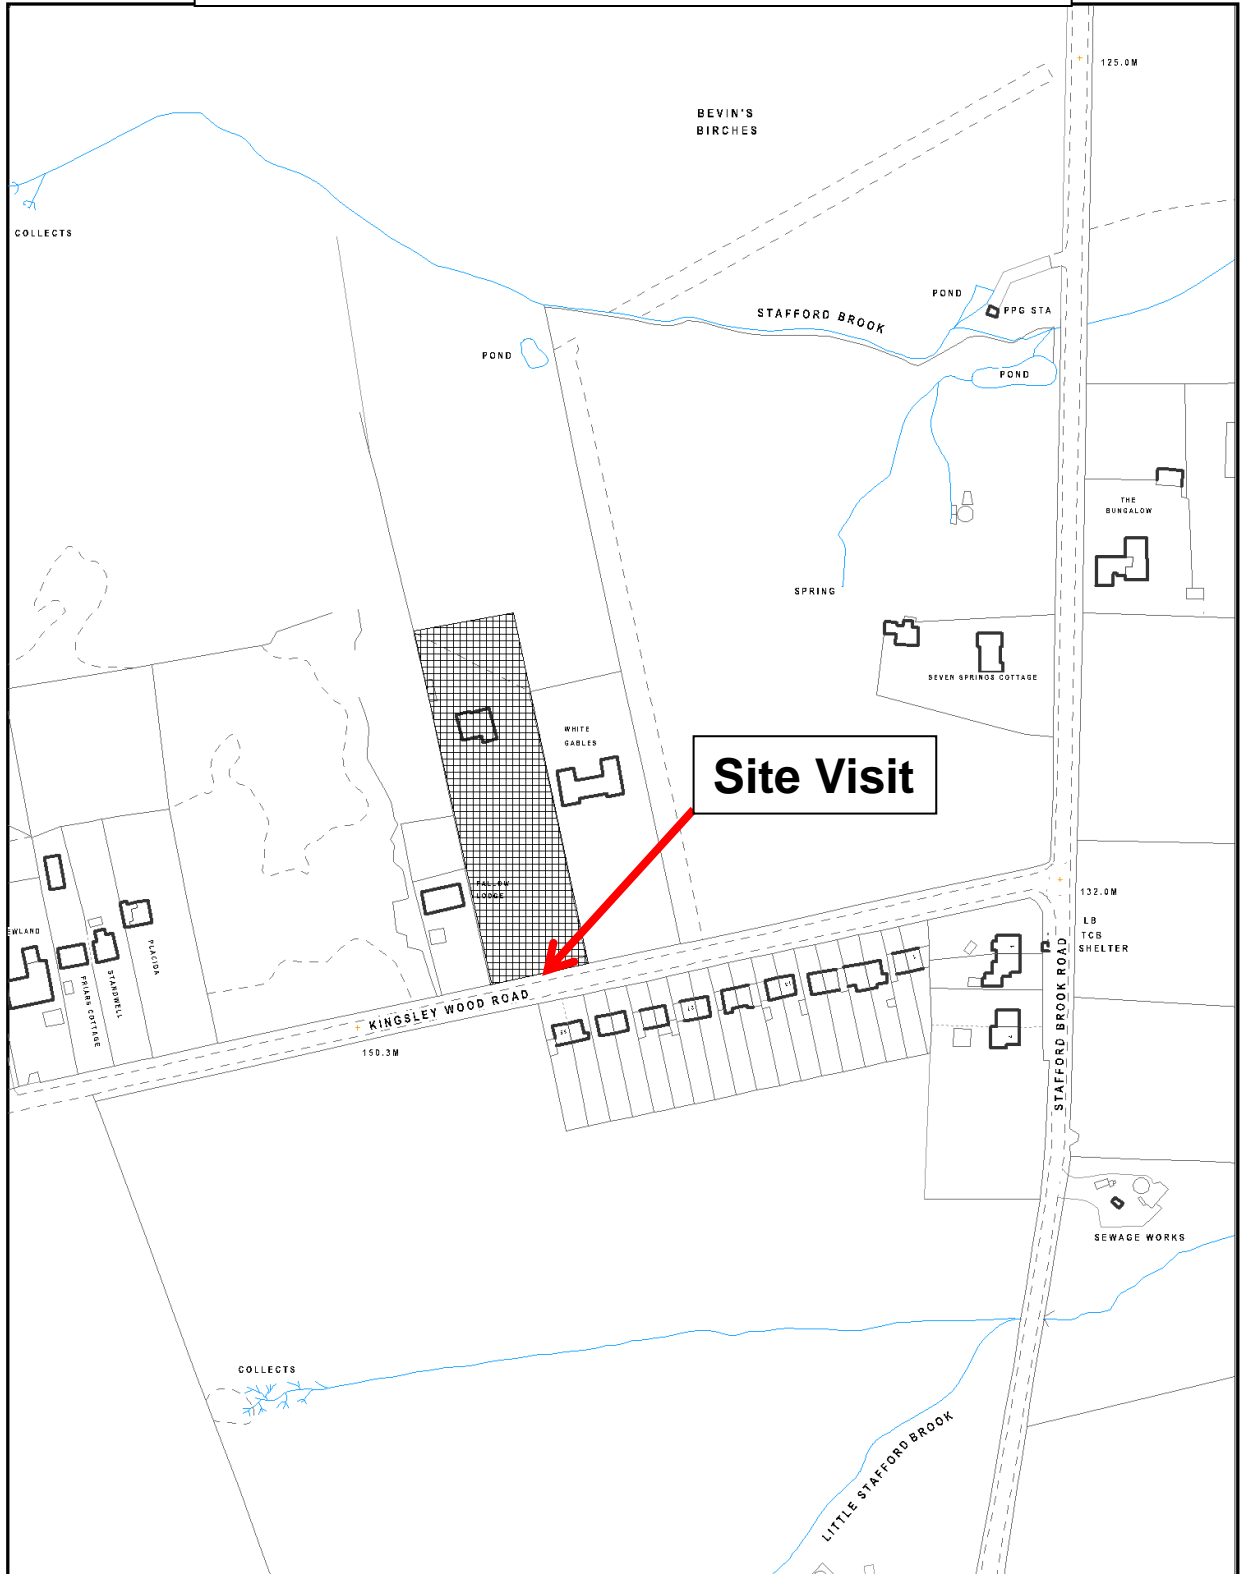 125.0M
BEVIN'S
BIRCHES
COLLECTS
POND
PPG STA
STAFFORD BROOK
POND
POND
THE
BUNGALOW
SPRING
SEVEN SPRINGS COTTAGE
WHITE
GABLES
Site Visit
LODGE
132.0M
LB
TCB
SHELTER
EWLAND
FRIARS COTTAGE
STANDWELL
PLACIDA
KINGSLEY WOOD ROAD
150.3M
STAFFORD BROOK ROAD
SEWAGE WORKS
COLLECTS
LITTLE STAFFORD BROOK